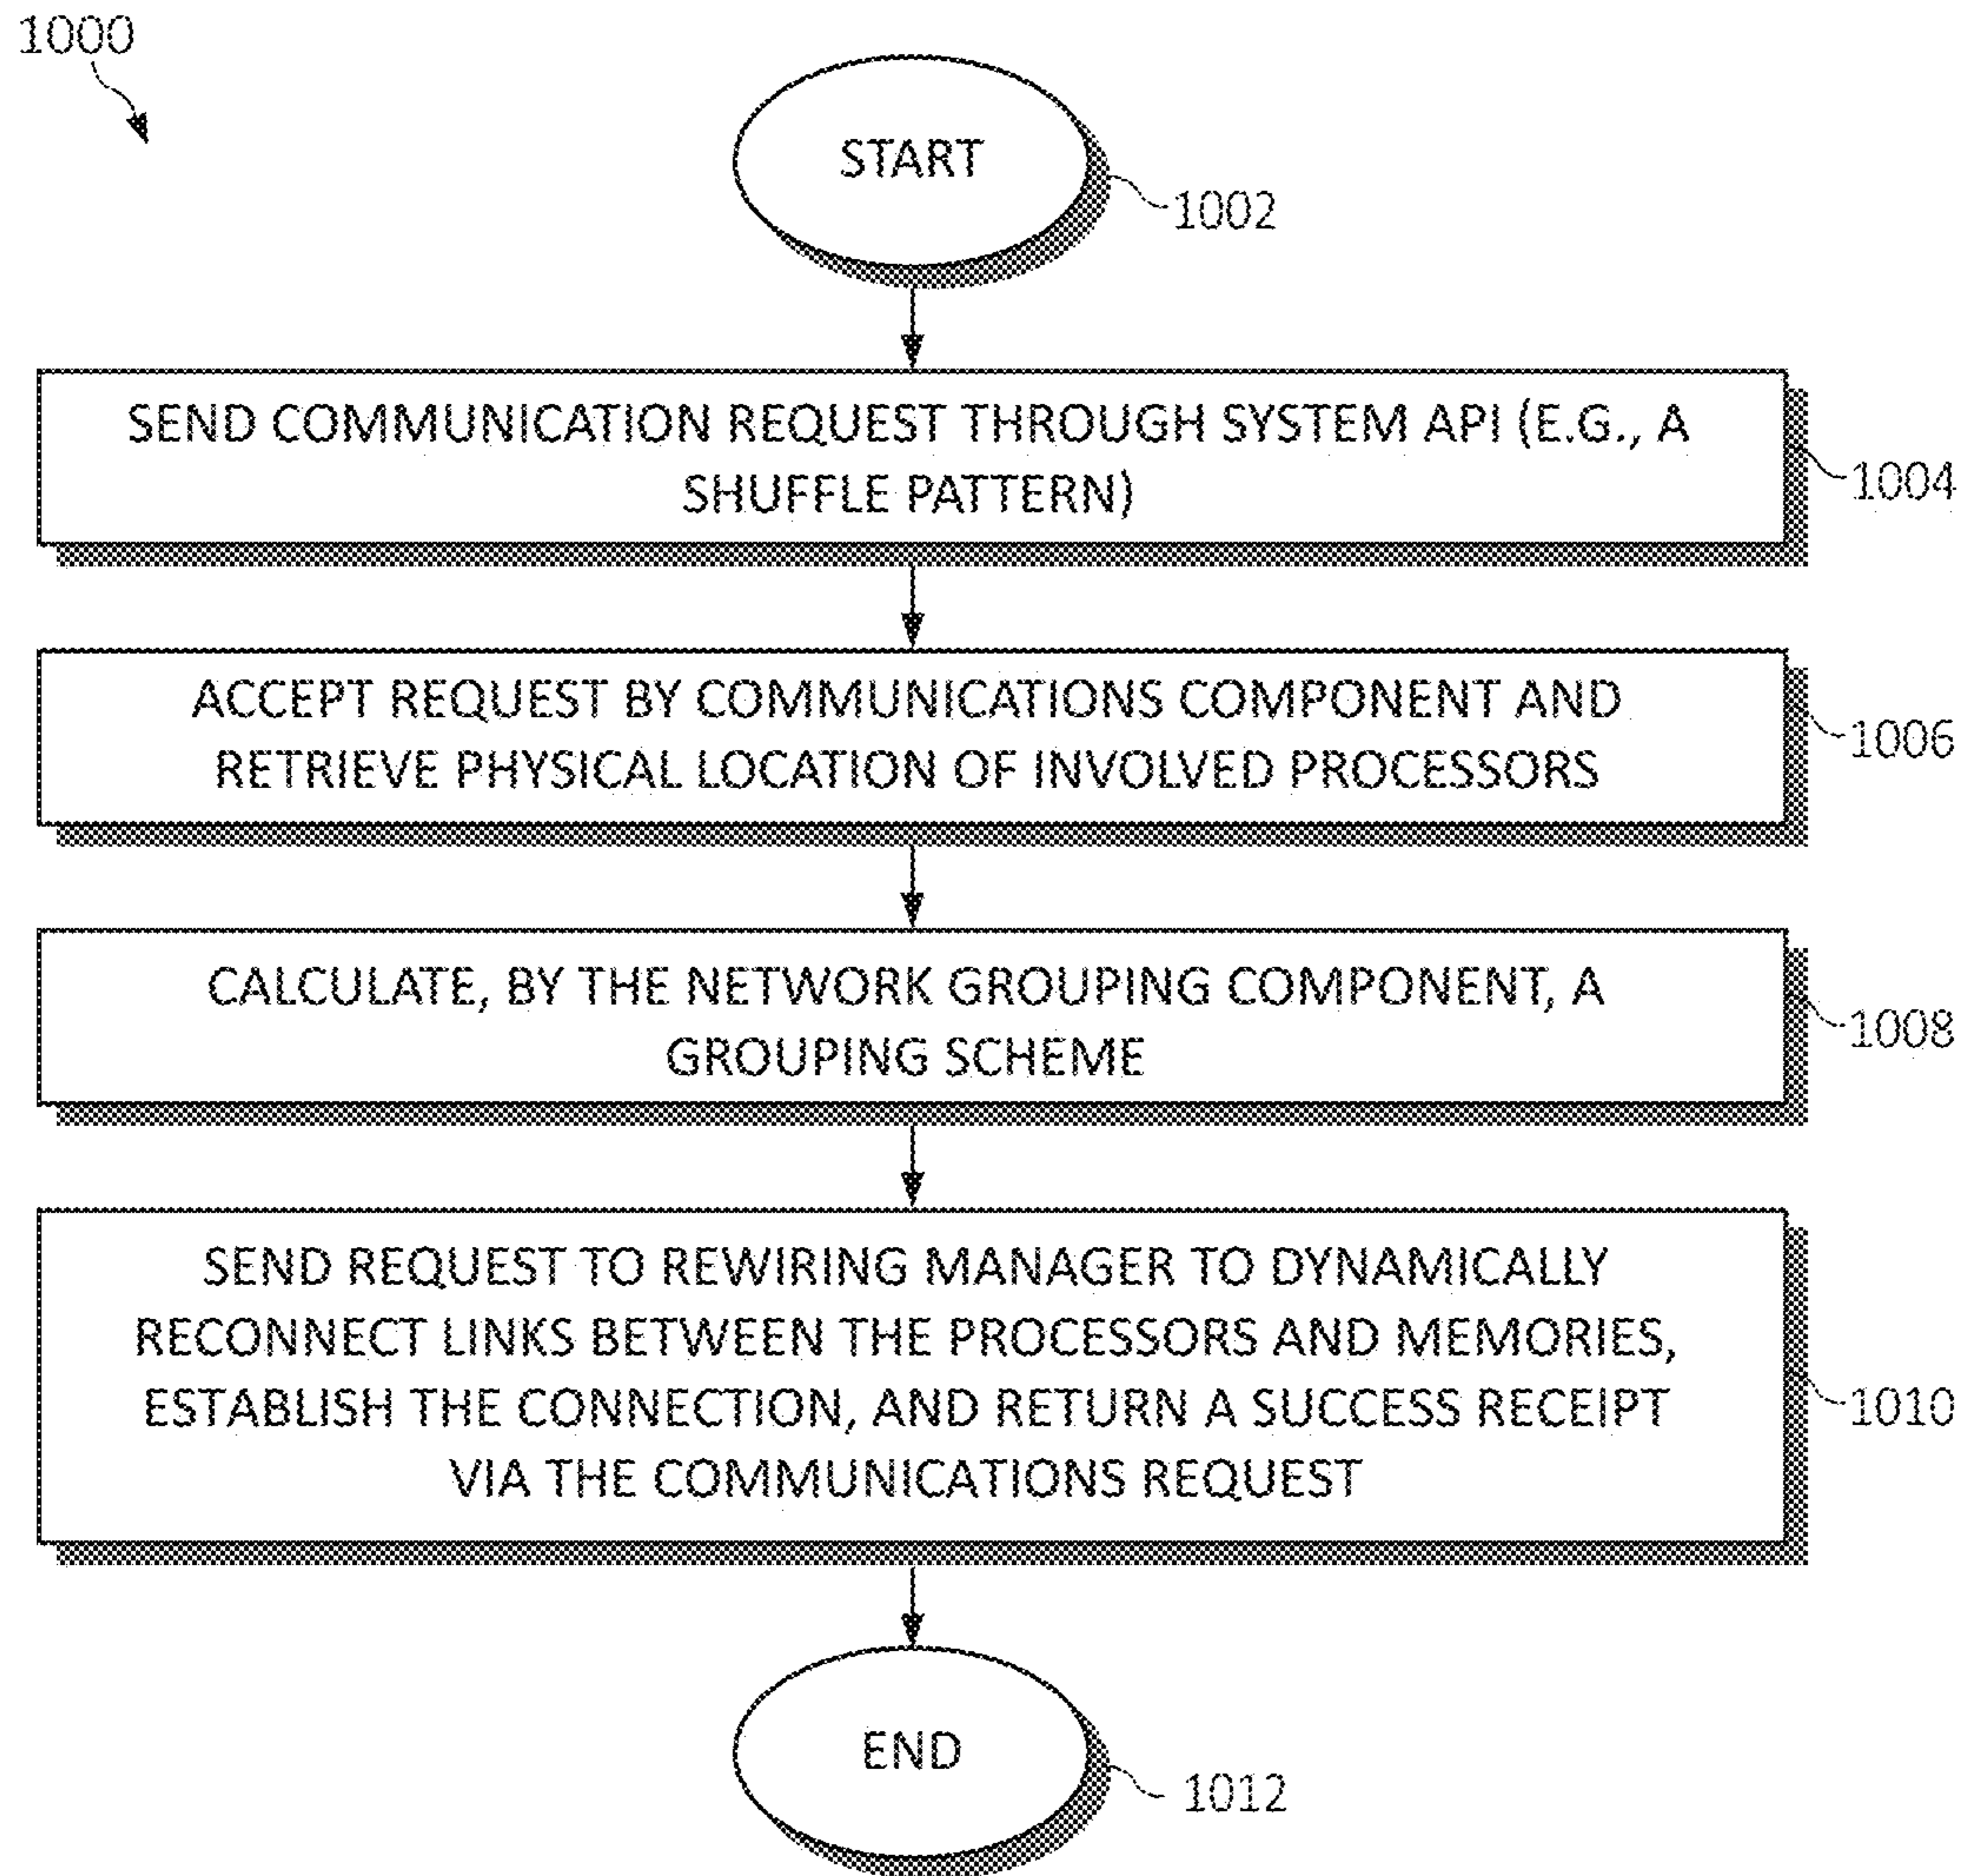 1000
START
1002
SEND COMMUNICATION REQUEST THROUGH SYSTEM API (E.G., A
SHUFFLE PATTERN)
1004
ACCEPT REQUEST BY COMMUNICATIONS COMPONENT AND
RETRIEVE PHYSICAL LOCATION OF INVOLVED PROCESSORS
1006
CALCULATE, BY THE NETWORK GROUPING COMPONENT, A
GROUPING SCHEME
1008
SEND REQUEST TO REWIRING MANAGER TO DYNAMICALLY
RECONNECT LINKS BETWEEN THE PROCESSORS AND MEMORIES,
ESTABLISH THE CONNECTION, AND RETURN A SUCCESS RECEIPT
VIA THE COMMUNICATIONS REQUEST
1010
END
1012